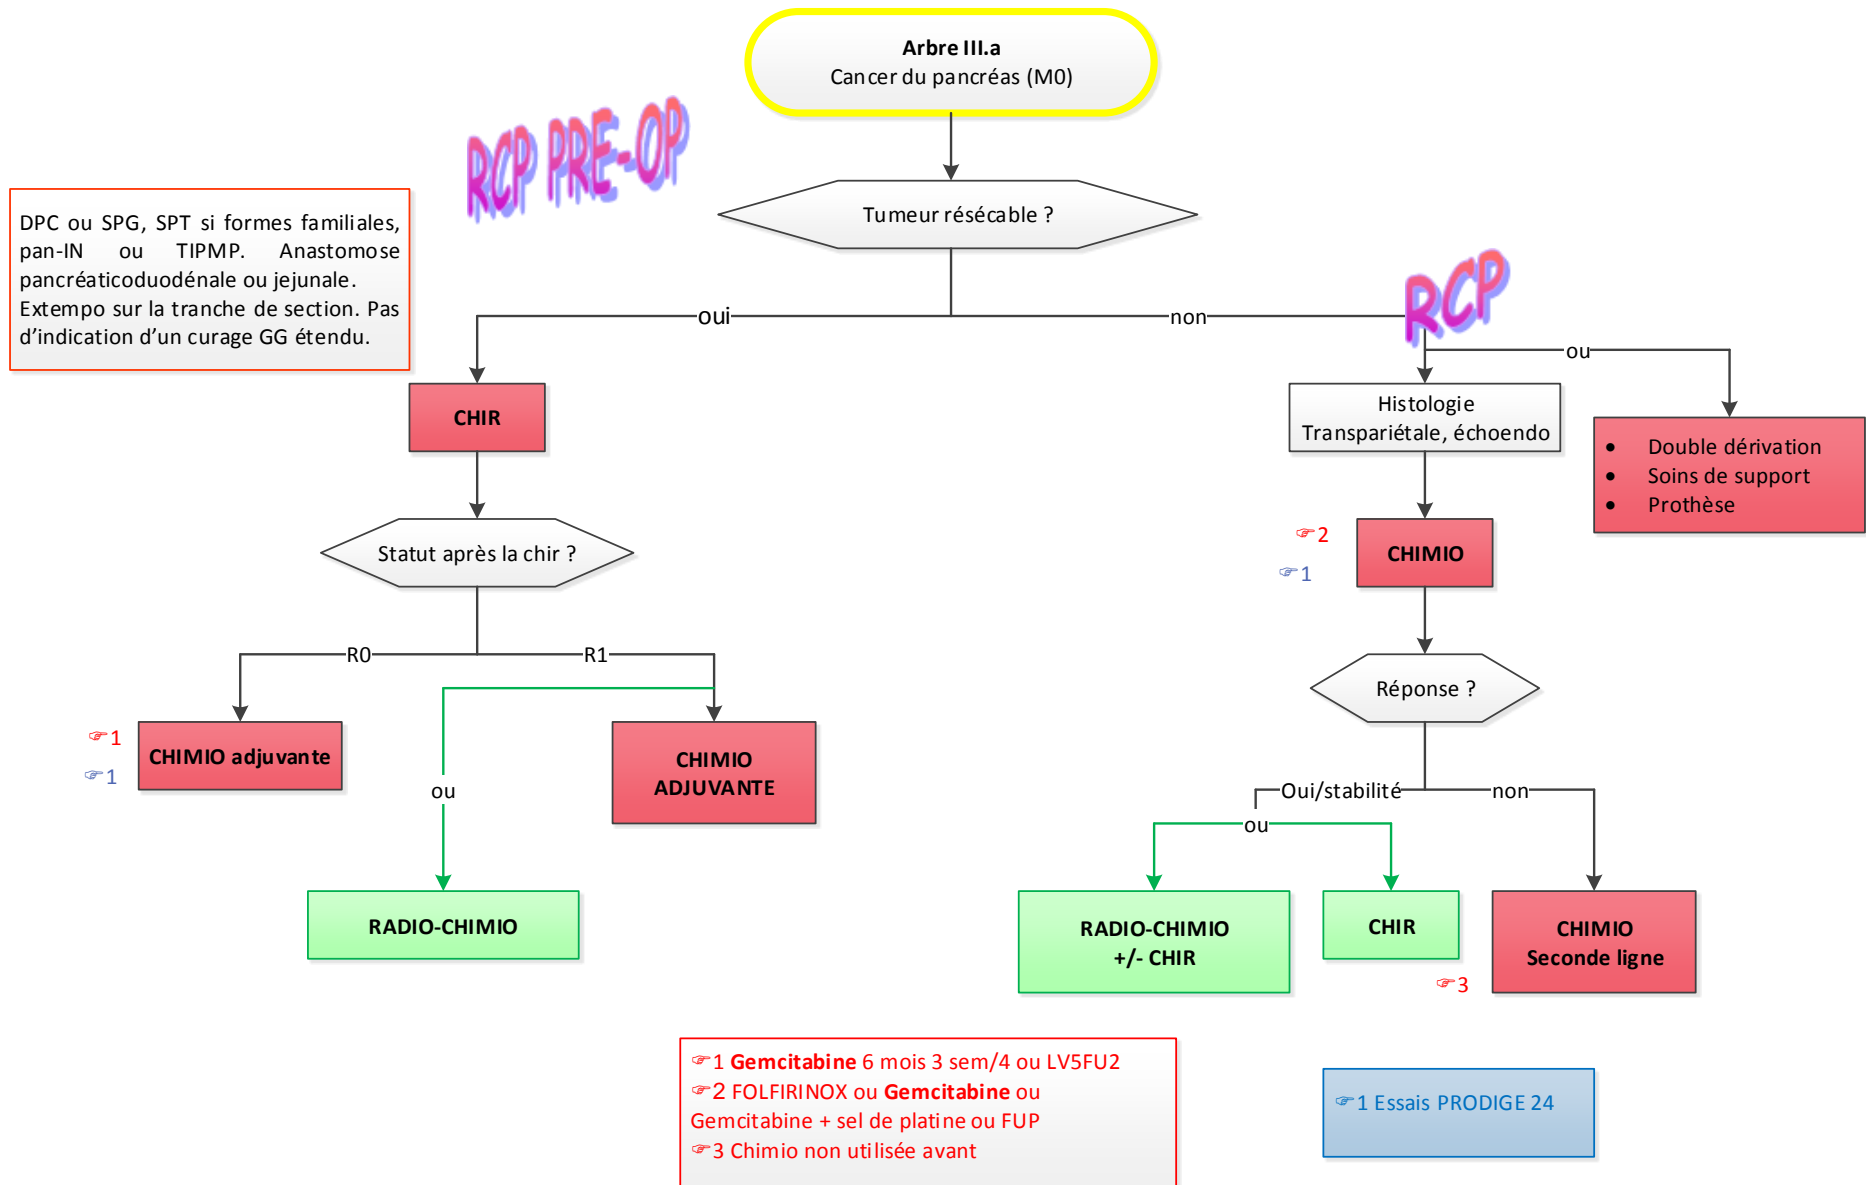 Arbre III.a
Cancer du pancréas (M0)
RCP PRE-OP
Tumeur résécable ?
DPC ou SPG, SPT si formes familiales,
pan-IN ou TIPMP. Anastomose
pancréaticoduodénale ou jejunale.
Extempo sur la tranche de section. Pas
d’indication d’un curage GG étendu.
oui
non
RCP
ou
CHIR
Histologie
Transpariétale, échoendo
• Double dérivation
• Soins de support
• Prothèse
Statut après la chir ?
☞2
☞1
CHIMIO
R0
R1
Réponse ?
☞1
☞1
CHIMIO adjuvante
CHIMIO
ADJUVANTE
ou
Oui/stabilité
non
ou
RADIO-CHIMIO
RADIO-CHIMIO
+/- CHIR
CHIR
☞3
CHIMIO
Seconde ligne
☞1 Gemcitabine 6 mois 3 sem/4 ou LV5FU2
☞2 FOLFIRINOX ou Gemcitabine ou
Gemcitabine + sel de platine ou FUP
☞3 Chimio non utilisée avant
☞1 Essais PRODIGE 24